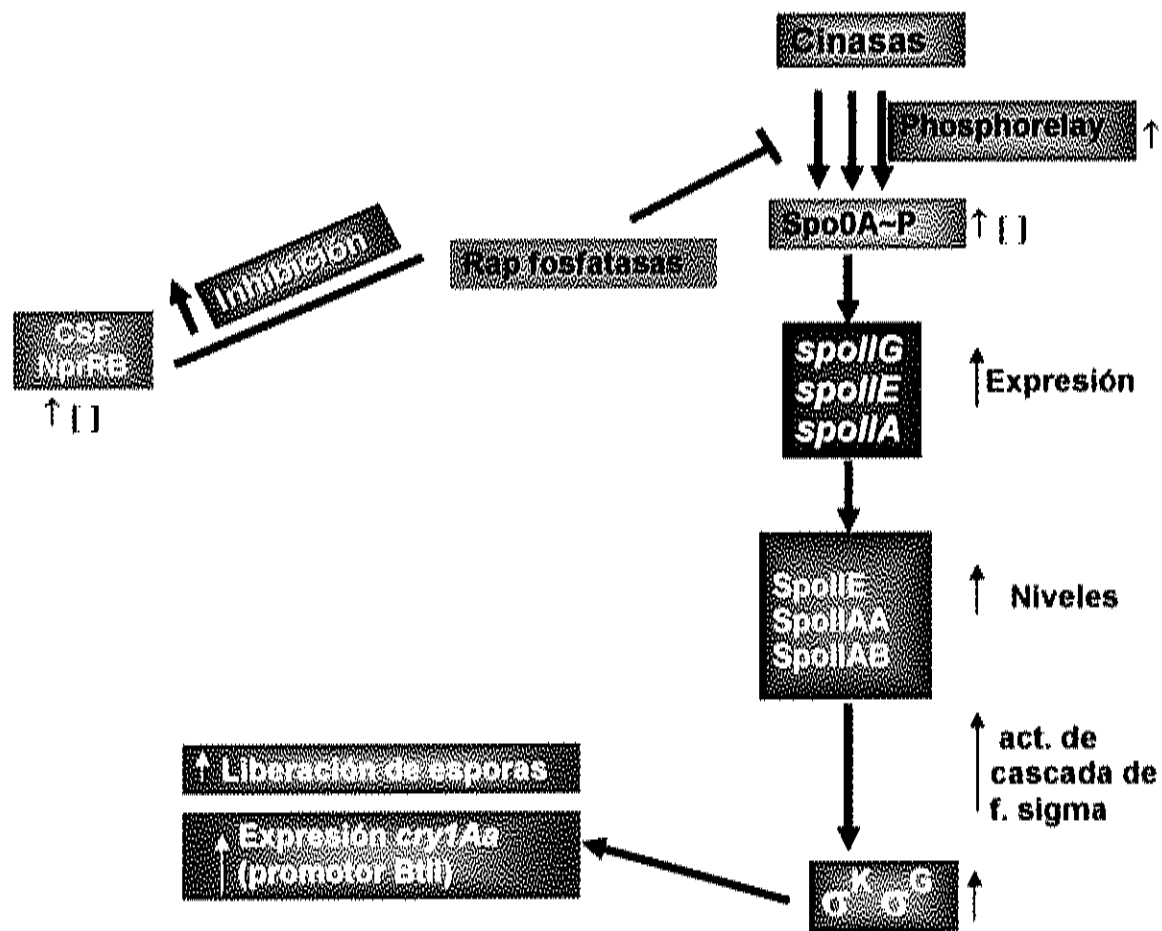 Cinasas
Phosphorelay ↑
Spo0A~P ↑ [ ]
Inhibición
Rap fosfatasas
CSF
NprRB
↑ [ ]
spoIIG
spoIIE
spoIIA
↑ Expresión
SpoIIE
SpoIIAA
SpoIIAB
↑ Niveles
↑ act. de
cascada de
f. sigma
↑ Liberación de esporas
↑ Expresión cry1Aa
(promotor BtII)
σK σG ↑